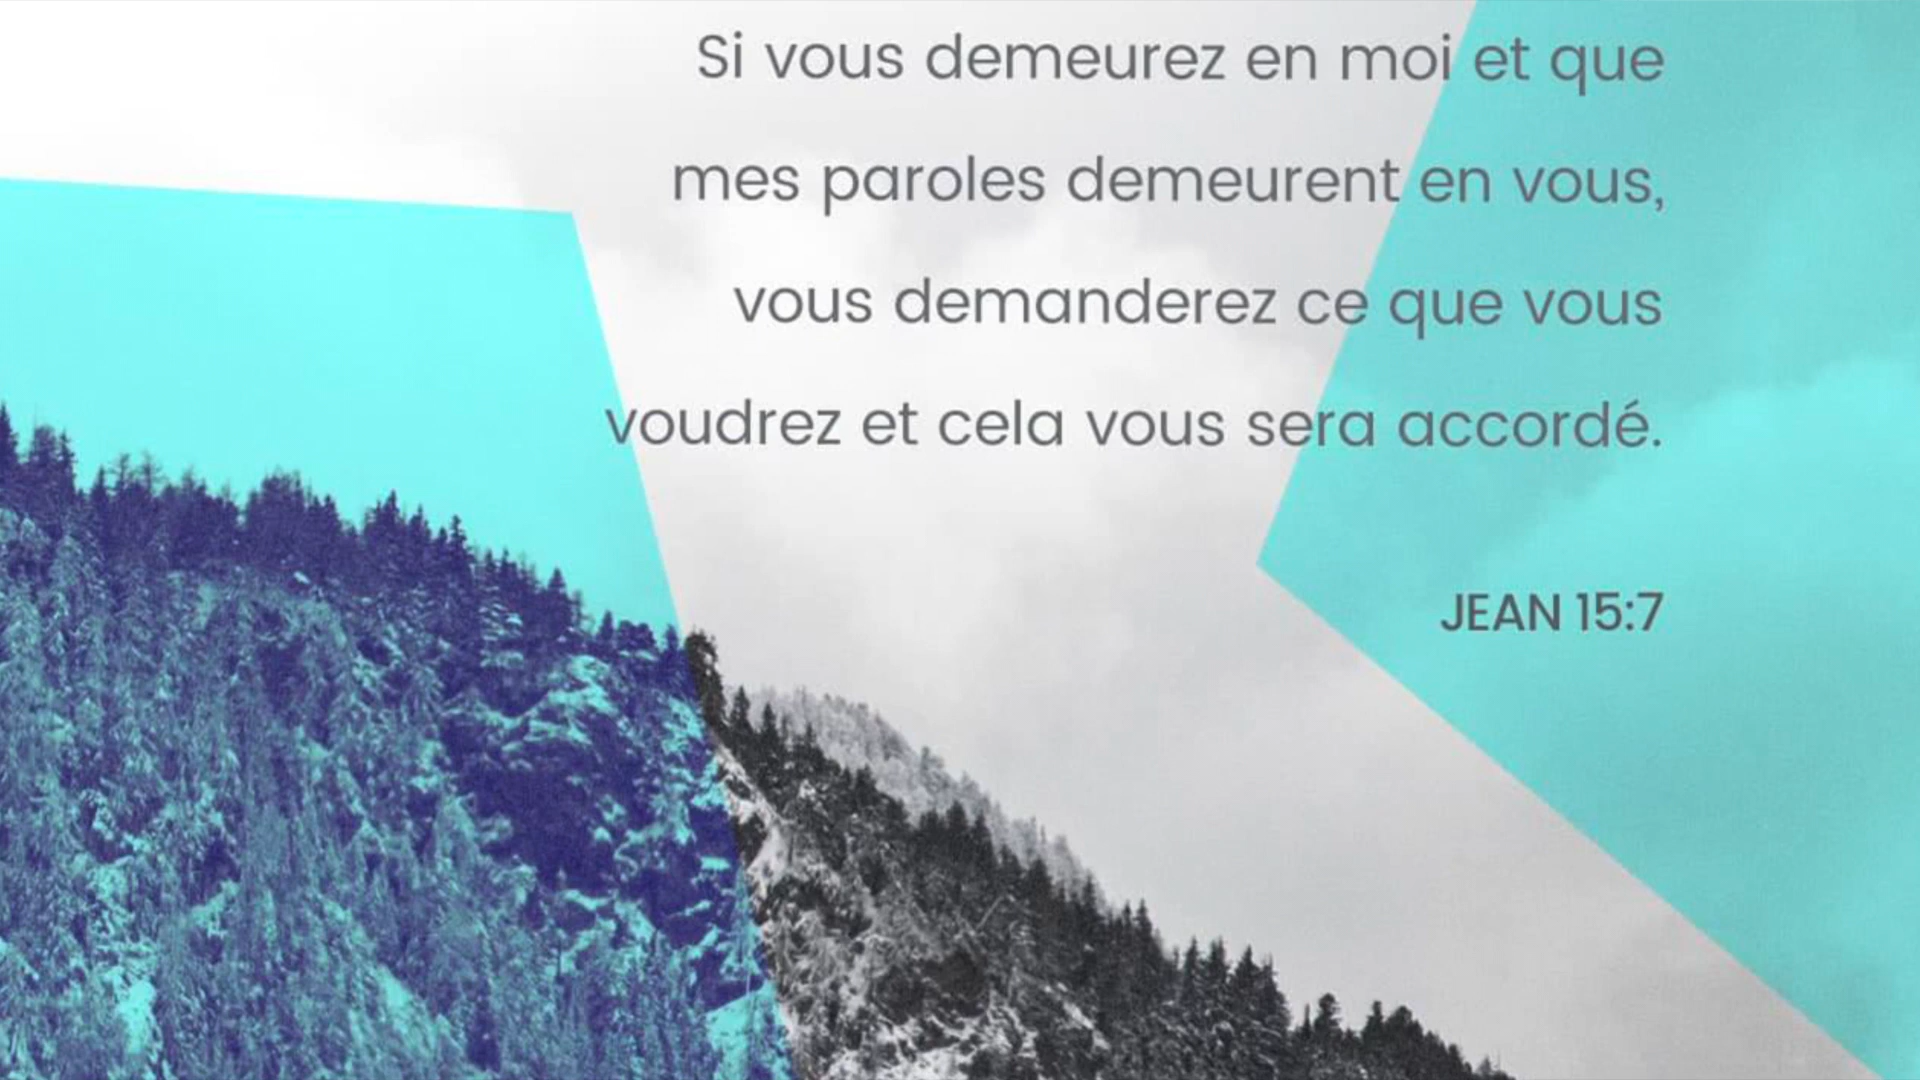 Si vous demeurez en moi et que
mes paroles demeurent en vous,
vous demanderez ce que vous
voudrez et cela vous sera accordé.
JEAN 15:7